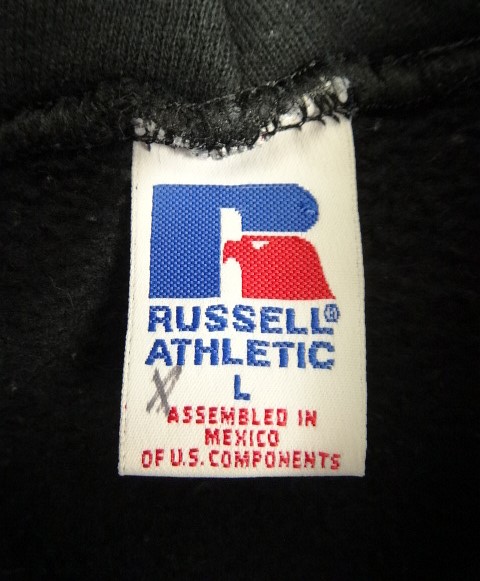 R
RUSSELL®
ATHLETIC
X L
ASSEMBLED IN
MEXICO
OF U.S. COMPONENTS